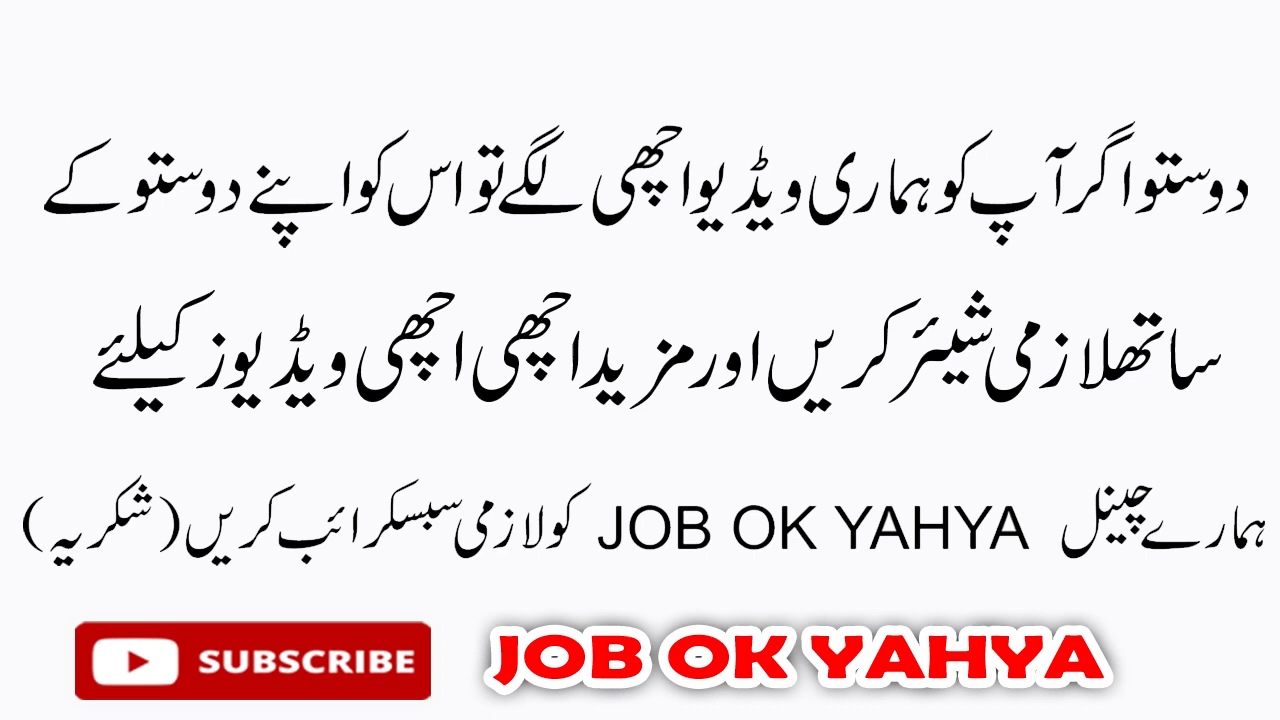 دوستو اگر آپ کو ہماری ویڈیو اچھی لگے تو اس کو اپنے دوستو کے
ساتھ لازمی شیئر کریں اور مزید اچھی اچھی ویڈیوز کیلئے
ہمارے چینل JOB OK YAHYA کو لازمی سبسکرائب کریں (شکریہ)
SUBSCRIBE JOB OK YAHYA